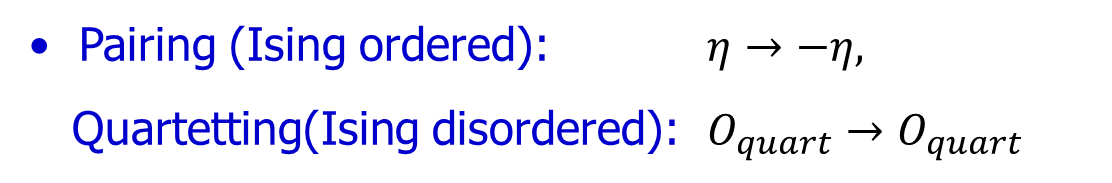 • Pairing (Ising ordered): η → −η,
Quartetting(Ising disordered): O_quart → O_quart